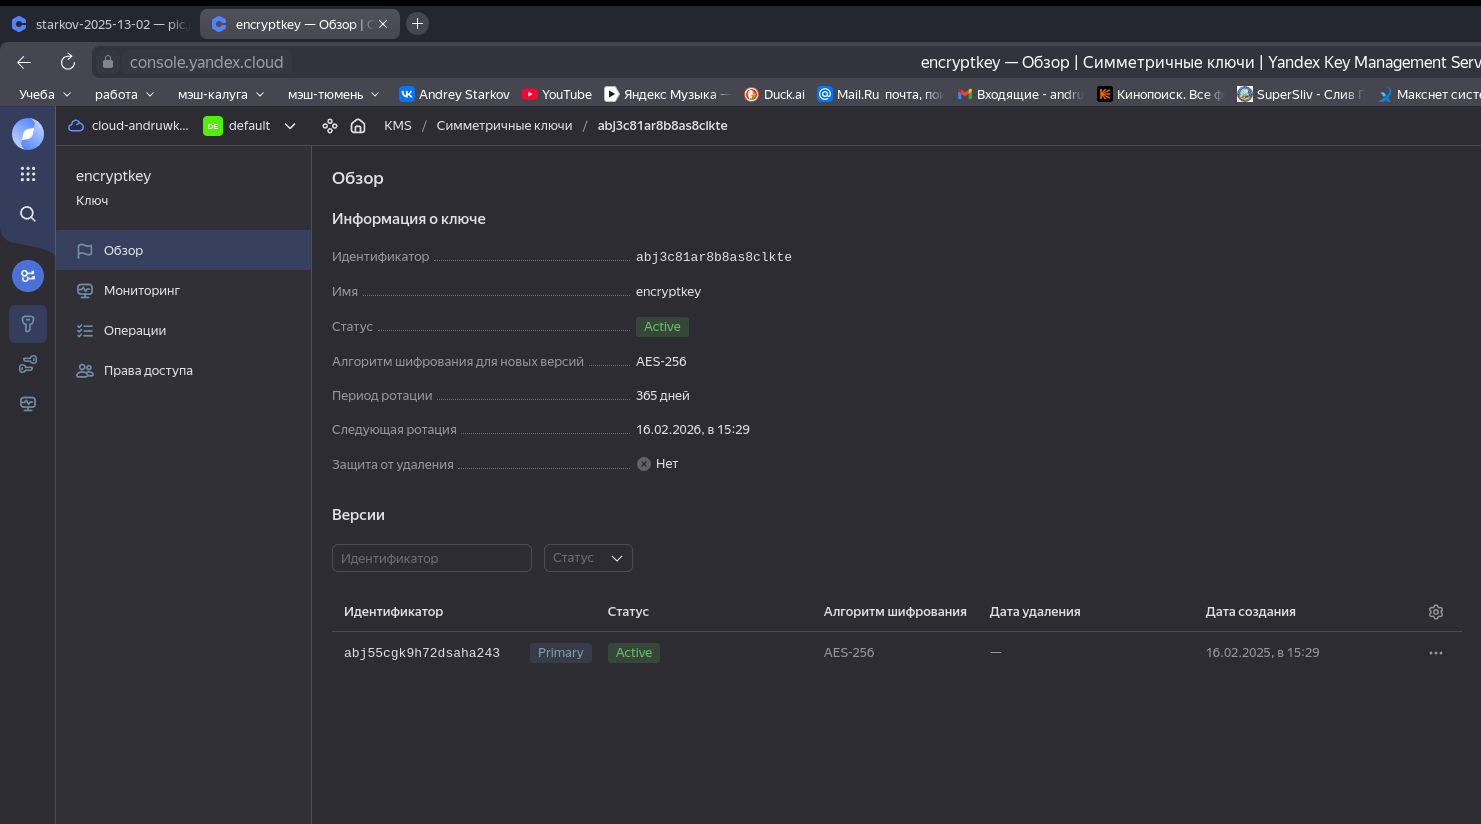 starkov-2025-13-02 — pic.
encryptkey — Обзор |
console.yandex.cloud
encryptkey — Обзор | Симметричные ключи | Yandex Key Management Serv
Учеба
работа
мэш-калуга
мэш-тюмень
Andrey Starkov
YouTube
Яндекс Музыка —
Duck.ai
Mail.Ru почта, по
Входящие - andru
Кинопоиск. Все ф
SuperSliv - Слив
Макснет сист
cloud-andruwk...
DE default
KMS / Симметричные ключи / abj3c81ar8b8as8clkte
encryptkey
Ключ
Обзор
Мониторинг
Операции
Права доступа
Обзор
Информация о ключе
Идентификатор abj3c81ar8b8as8clkte
Имя encryptkey
Статус Active
Алгоритм шифрования для новых версий AES-256
Период ротации 365 дней
Следующая ротация 16.02.2026, в 15:29
Защита от удаления Нет
Версии
Идентификатор Статус
Идентификатор Статус Алгоритм шифрования Дата удаления Дата создания
abj55cgk9h72dsaha243 Primary Active AES-256 — 16.02.2025, в 15:29